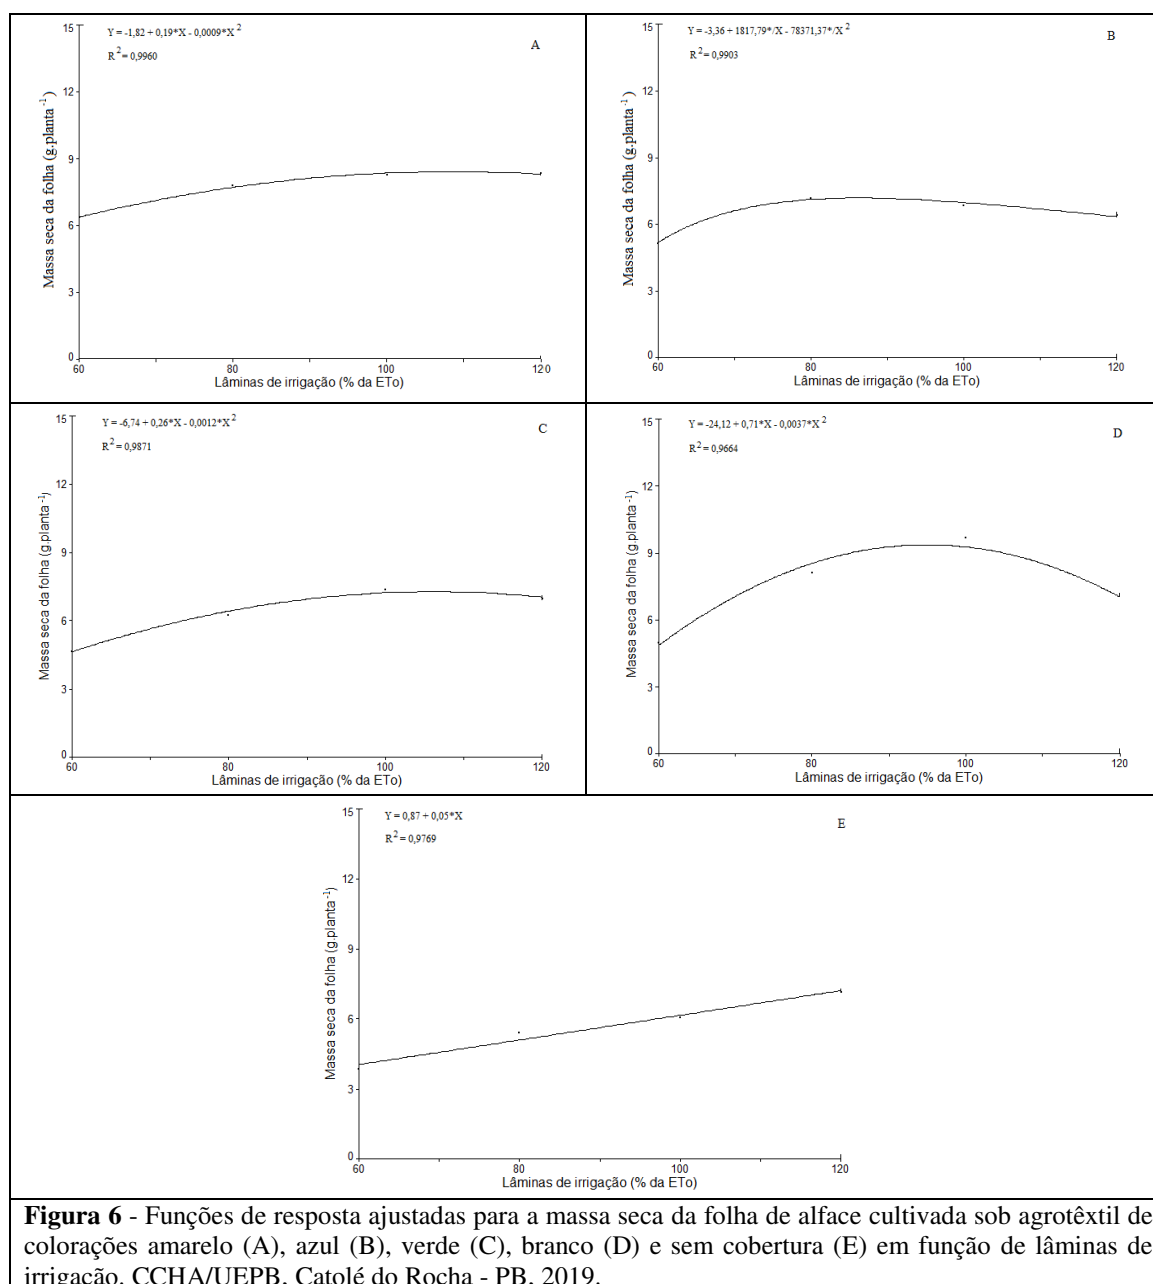 Y = -1,82 + 0,19*X - 0,0009*X 2
R 2 = 0,9960
A
Massa seca da folha (g.planta -1)
15
12
9
6
3
0
60
80
100
120
Lâminas de irrigação (% da ETo)
Y = -3,36 + 1817,79*/X - 78371,37*/X 2
R 2 = 0,9903
B
Massa seca da folha (g.planta -1)
15
12
9
6
3
0
60
80
100
120
Lâminas de irrigação (% da ETo)
Y = -6,74 + 0,26*X - 0,0012*X 2
R 2 = 0,9871
C
Massa seca da folha (g.planta -1)
15
12
9
6
3
0
60
80
100
120
Lâminas de irrigação (% da ETo)
Y = -24,12 + 0,71*X - 0,0037*X 2
R 2 = 0,9664
D
Massa seca da folha (g.planta -1)
15
12
9
6
3
0
60
80
100
120
Lâminas de irrigação (% da ETo)
Y = 0,87 + 0,05*X
R 2 = 0,9769
E
Massa seca da folha (g.planta -1)
15
12
9
6
3
0
60
80
100
120
Lâminas de irrigação (% da ETo)
Figura 6 - Funções de resposta ajustadas para a massa seca da folha de alface cultivada sob agrotêxtil de
colorações amarelo (A), azul (B), verde (C), branco (D) e sem cobertura (E) em função de lâminas de
irrigação. CCHA/UEPB, Catolé do Rocha - PB, 2019.